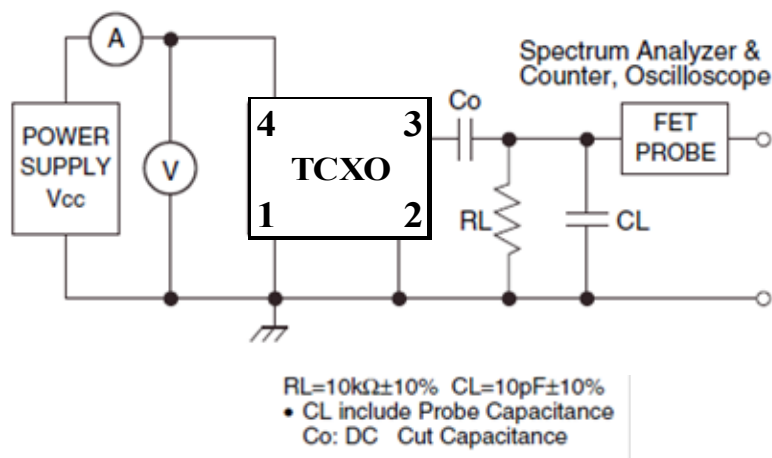 A
Spectrum Analyzer &
Counter, Oscilloscope
POWER
SUPPLY
Vcc
V
4
3
TCXO
1
2
Co
FET
PROBE
RL
CL
RL=10kΩ±10% CL=10pF±10%
• CL include Probe Capacitance
Co: DC Cut Capacitance